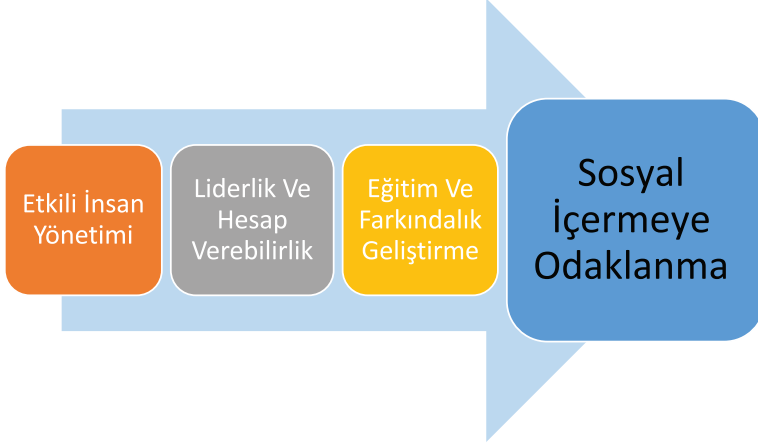 Etkili İnsan
Yönetimi
Liderlik Ve
Hesap
Verebilirlik
Eğitim Ve
Farkındalık
Geliştirme
Sosyal
İçermeye
Odaklanma